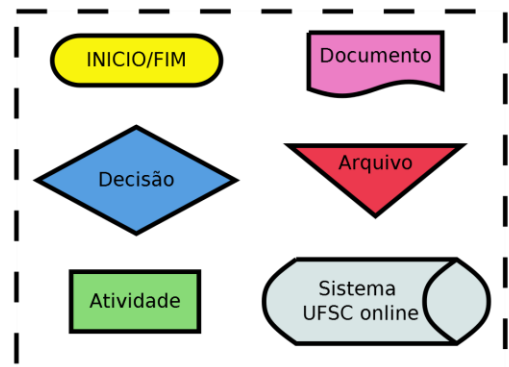 INICIO/FIM
Documento
Decisão
Arquivo
Atividade
Sistema
UFSC online